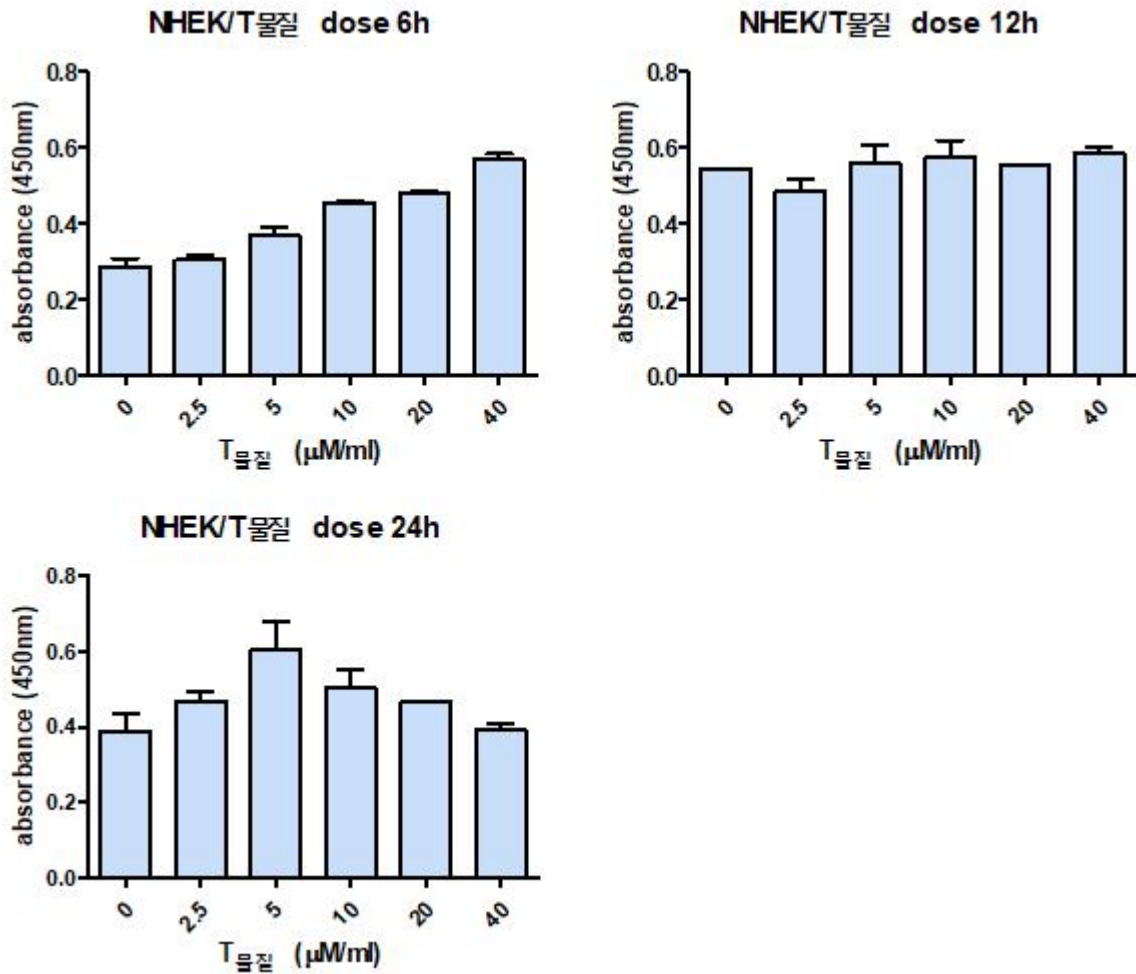 NHEK/T물질 dose 6h
absorbance (450nm)
0.8
0.6
0.4
0.2
0.0
0 2.5 5 10 20 40
T물질 (µM/ml)
NHEK/T물질 dose 12h
absorbance (450nm)
0.8
0.6
0.4
0.2
0.0
0 2.5 5 10 20 40
T물질 (µM/ml)
NHEK/T물질 dose 24h
absorbance (450nm)
0.8
0.6
0.4
0.2
0.0
0 2.5 5 10 20 40
T물질 (µM/ml)